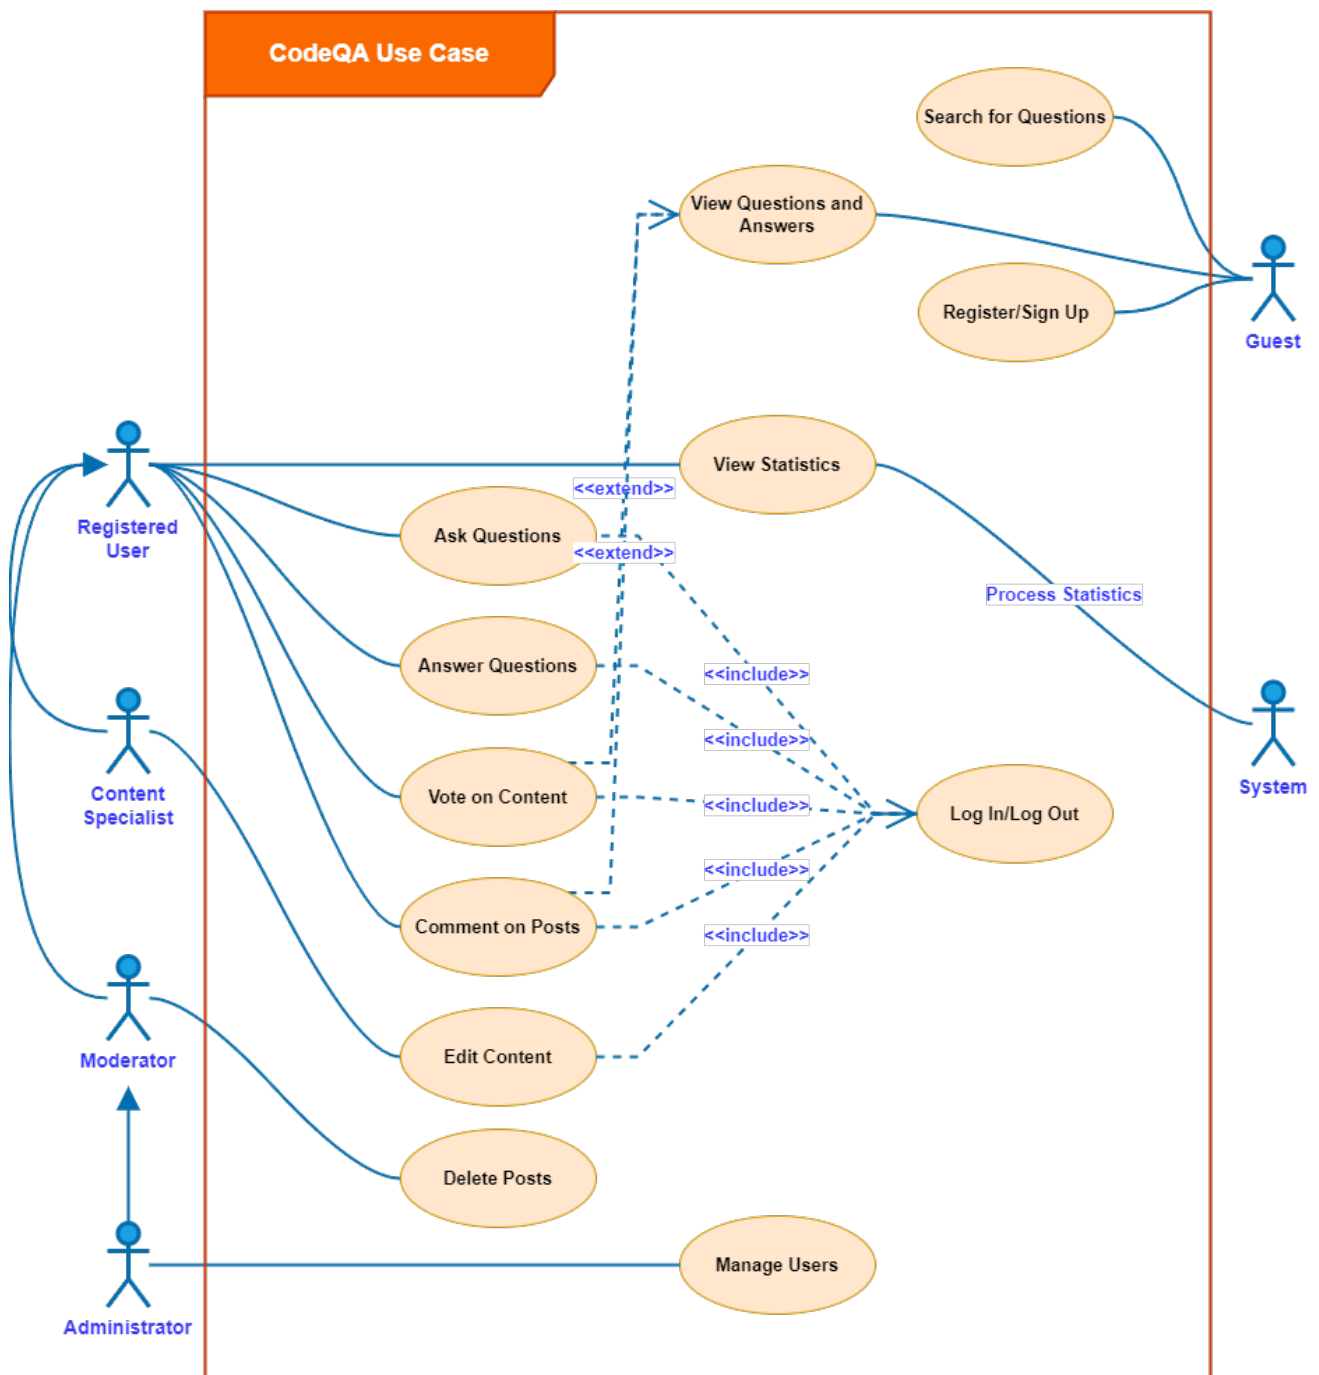 CodeQA Use Case
Search for Questions
View Questions and
Answers
Register/Sign Up
Guest
Registered
User
View Statistics
<<extend>>
Ask Questions
<<extend>>
Process Statistics
Answer Questions
<<include>>
<<include>>
Content
Specialist
System
Vote on Content
<<include>>
Log In/Log Out
<<include>>
Comment on Posts
<<include>>
Moderator
Edit Content
Delete Posts
Manage Users
Administrator